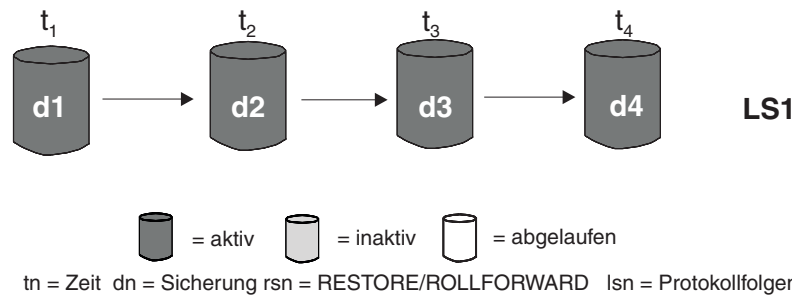 t1 t2 t3 t4
d1 d2 d3 d4 LS1
= aktiv = inaktiv = abgelaufen
tn = Zeit dn = Sicherung rsn = RESTORE/ROLLFORWARD lsn = Protokollfolgen